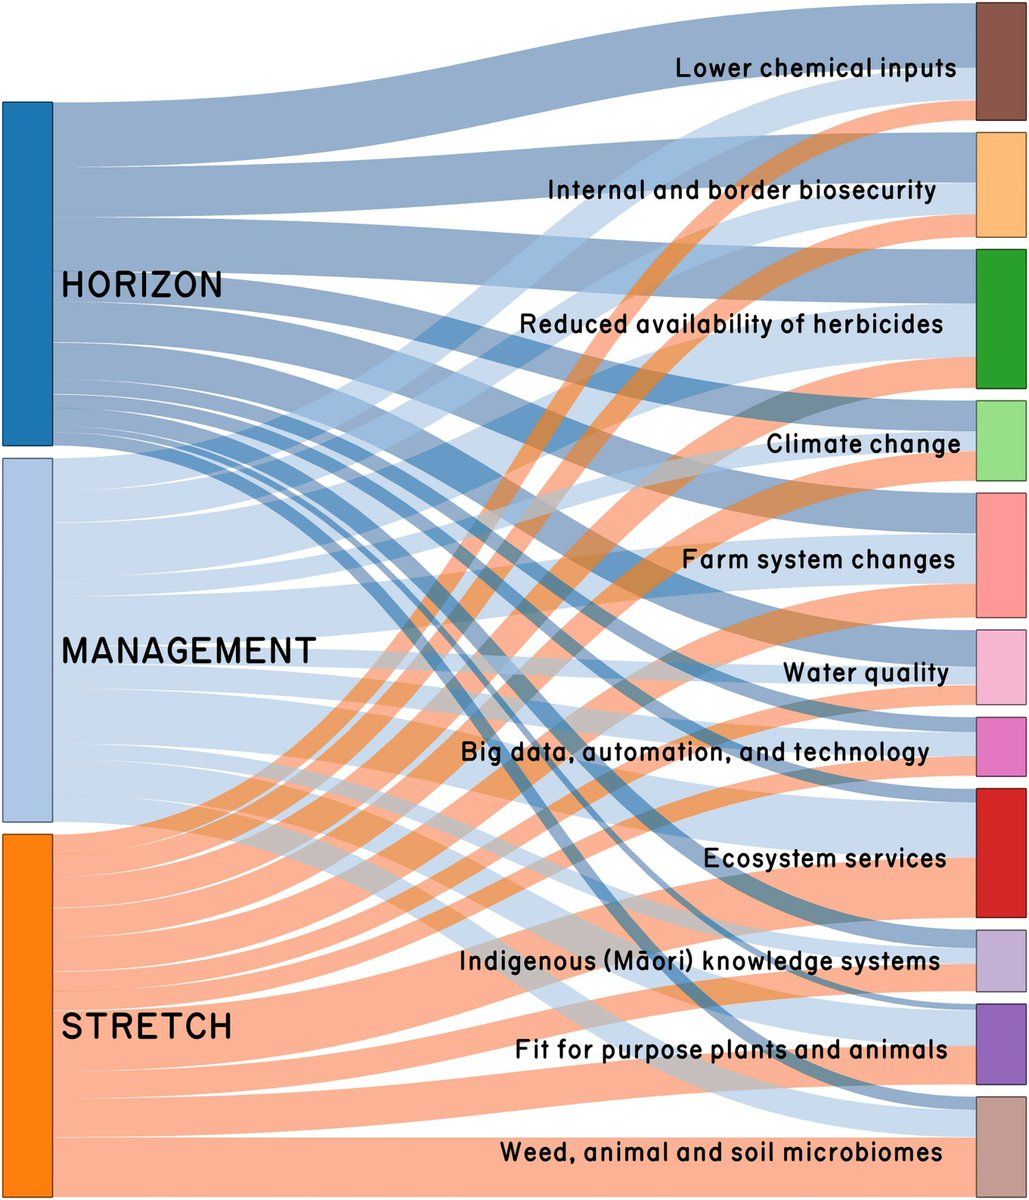 HORIZON
MANAGEMENT
STRETCH
Lower chemical inputs
Internal and border biosecurity
Reduced availability of herbicides
Climate change
Farm system changes
Water quality
Big data, automation, and technology
Ecosystem services
Indigenous (Māori) knowledge systems
Fit for purpose plants and animals
Weed, animal and soil microbiomes